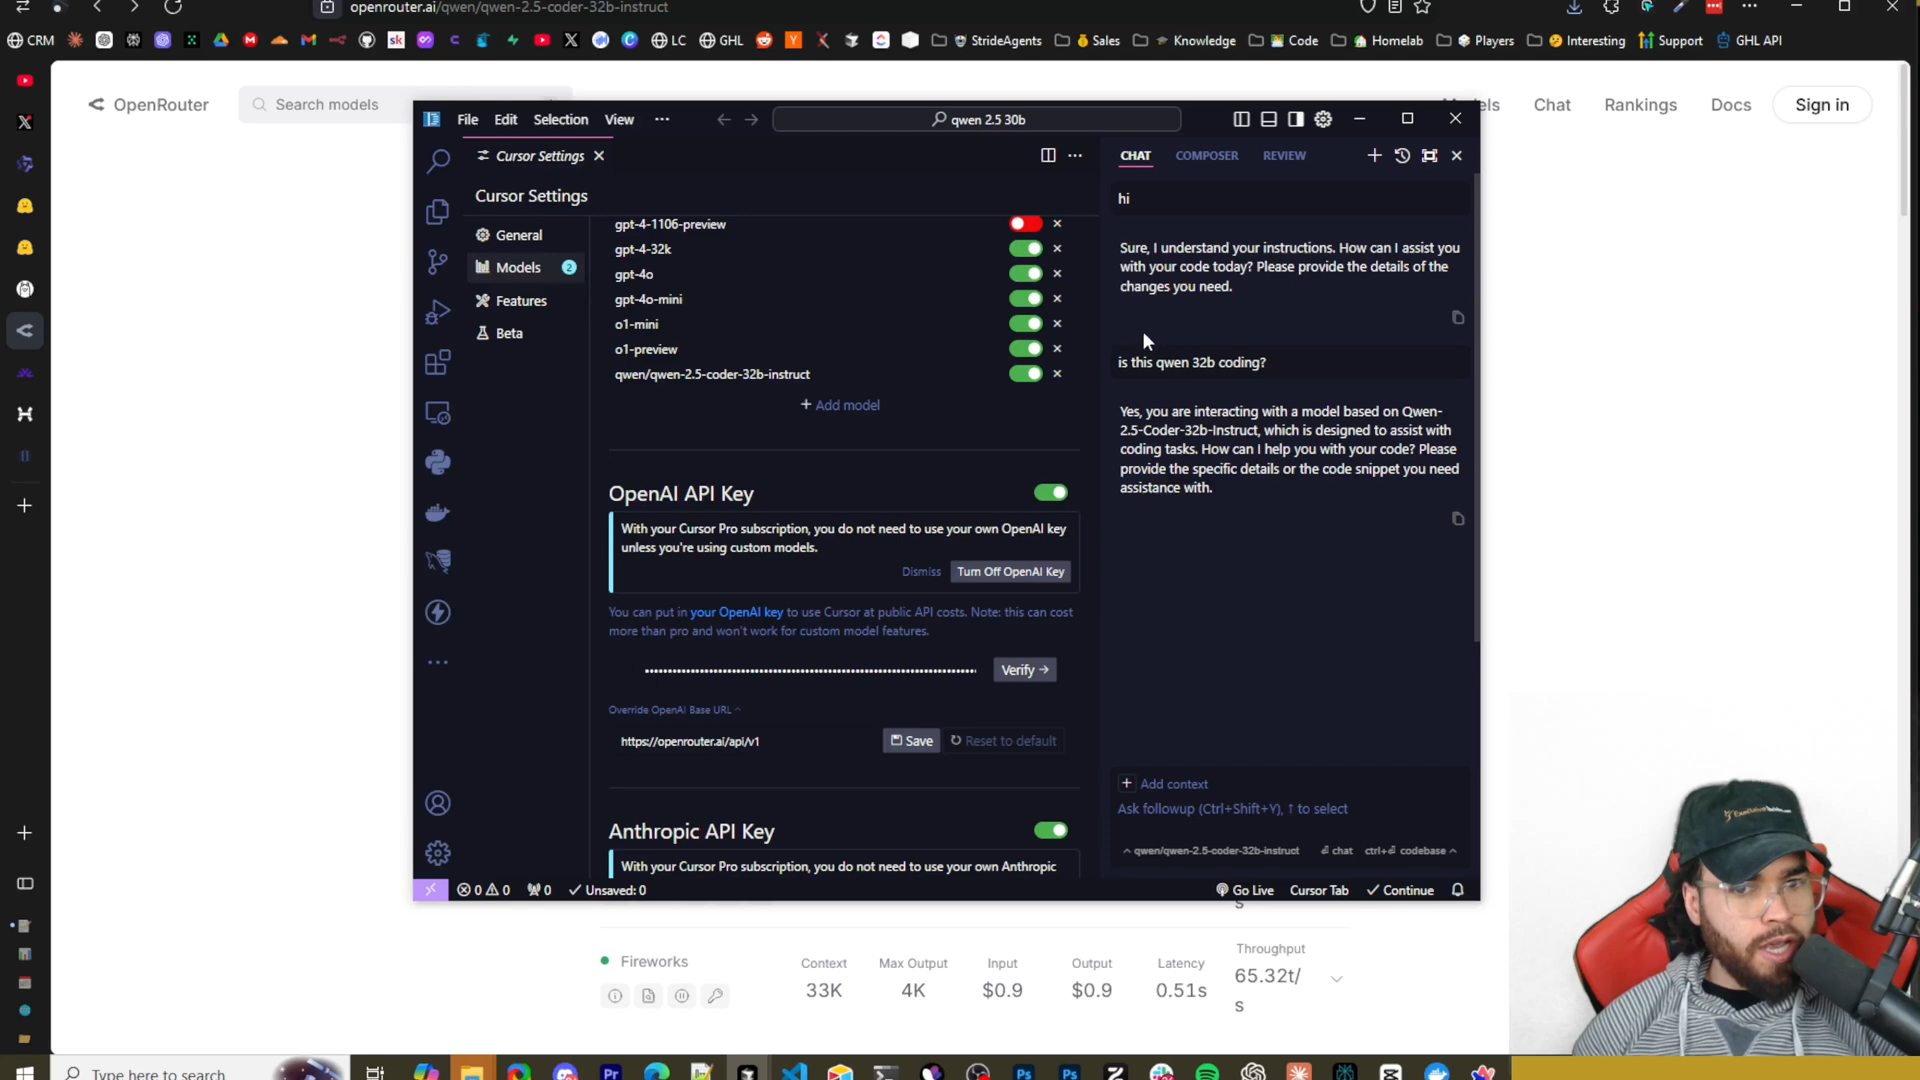 openrouter.ai/qwen/qwen-2.5-coder-32b-instruct
CRM
sk
LC
GHL
StrideAgents
Sales
Knowledge
Code
Homelab
Players
Interesting
Support
GHL API
OpenRouter
Search models
Chat
Rankings
Docs
Sign in
File Edit Selection View
qwen 2.5 30b
Cursor Settings
CHAT COMPOSER REVIEW
Cursor Settings
General
Models 2
Features
Beta
gpt-4-1106-preview
gpt-4-32k
gpt-4o
gpt-4o-mini
o1-mini
o1-preview
qwen/qwen-2.5-coder-32b-instruct
+ Add model
OpenAI API Key
With your Cursor Pro subscription, you do not need to use your own OpenAI key
unless you're using custom models.
Dismiss Turn Off OpenAI Key
You can put in your OpenAI key to use Cursor at public API costs. Note: this can cost
more than pro and won't work for custom model features.
Verify →
Override OpenAI Base URL
https://openrouter.ai/api/v1
Save Reset to default
Anthropic API Key
With your Cursor Pro subscription, you do not need to use your own Anthropic
hi
Sure, I understand your instructions. How can I assist you
with your code today? Please provide the details of the
changes you need.
is this qwen 32b coding?
Yes, you are interacting with a model based on Qwen-
2.5-Coder-32b-Instruct, which is designed to assist with
coding tasks. How can I help you with your code? Please
provide the specific details or the code snippet you need
assistance with.
+ Add context
Ask followup (Ctrl+Shift+Y), ↑ to select
qwen/qwen-2.5-coder-32b-instruct chat ctrl+⏎ codebase
0 0 0 Unsaved: 0
Go Live Cursor Tab Continue
s
Fireworks
Context
33K
Max Output
4K
Input
$0.9
Output
$0.9
Latency
0.51s
Throughput
65.32t/
s
Type here to search